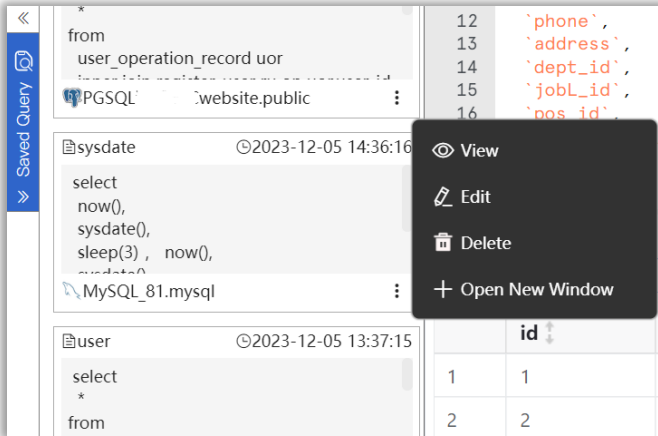 *
from
user_operation_record uor
PGSQL
website.public
sysdate
2023-12-05 14:36:16
select
now(),
sysdate(),
sleep(3) ,   now(),
sysdate()
MySQL_81.mysql
user
2023-12-05 13:37:15
select
*
from
Saved Query
12 `phone`,
13 `address`,
14 `dept_id`,
15 `jobL_id`,
16 `pos_id`,
View
Edit
Delete
Open New Window
id
1 1
2 2